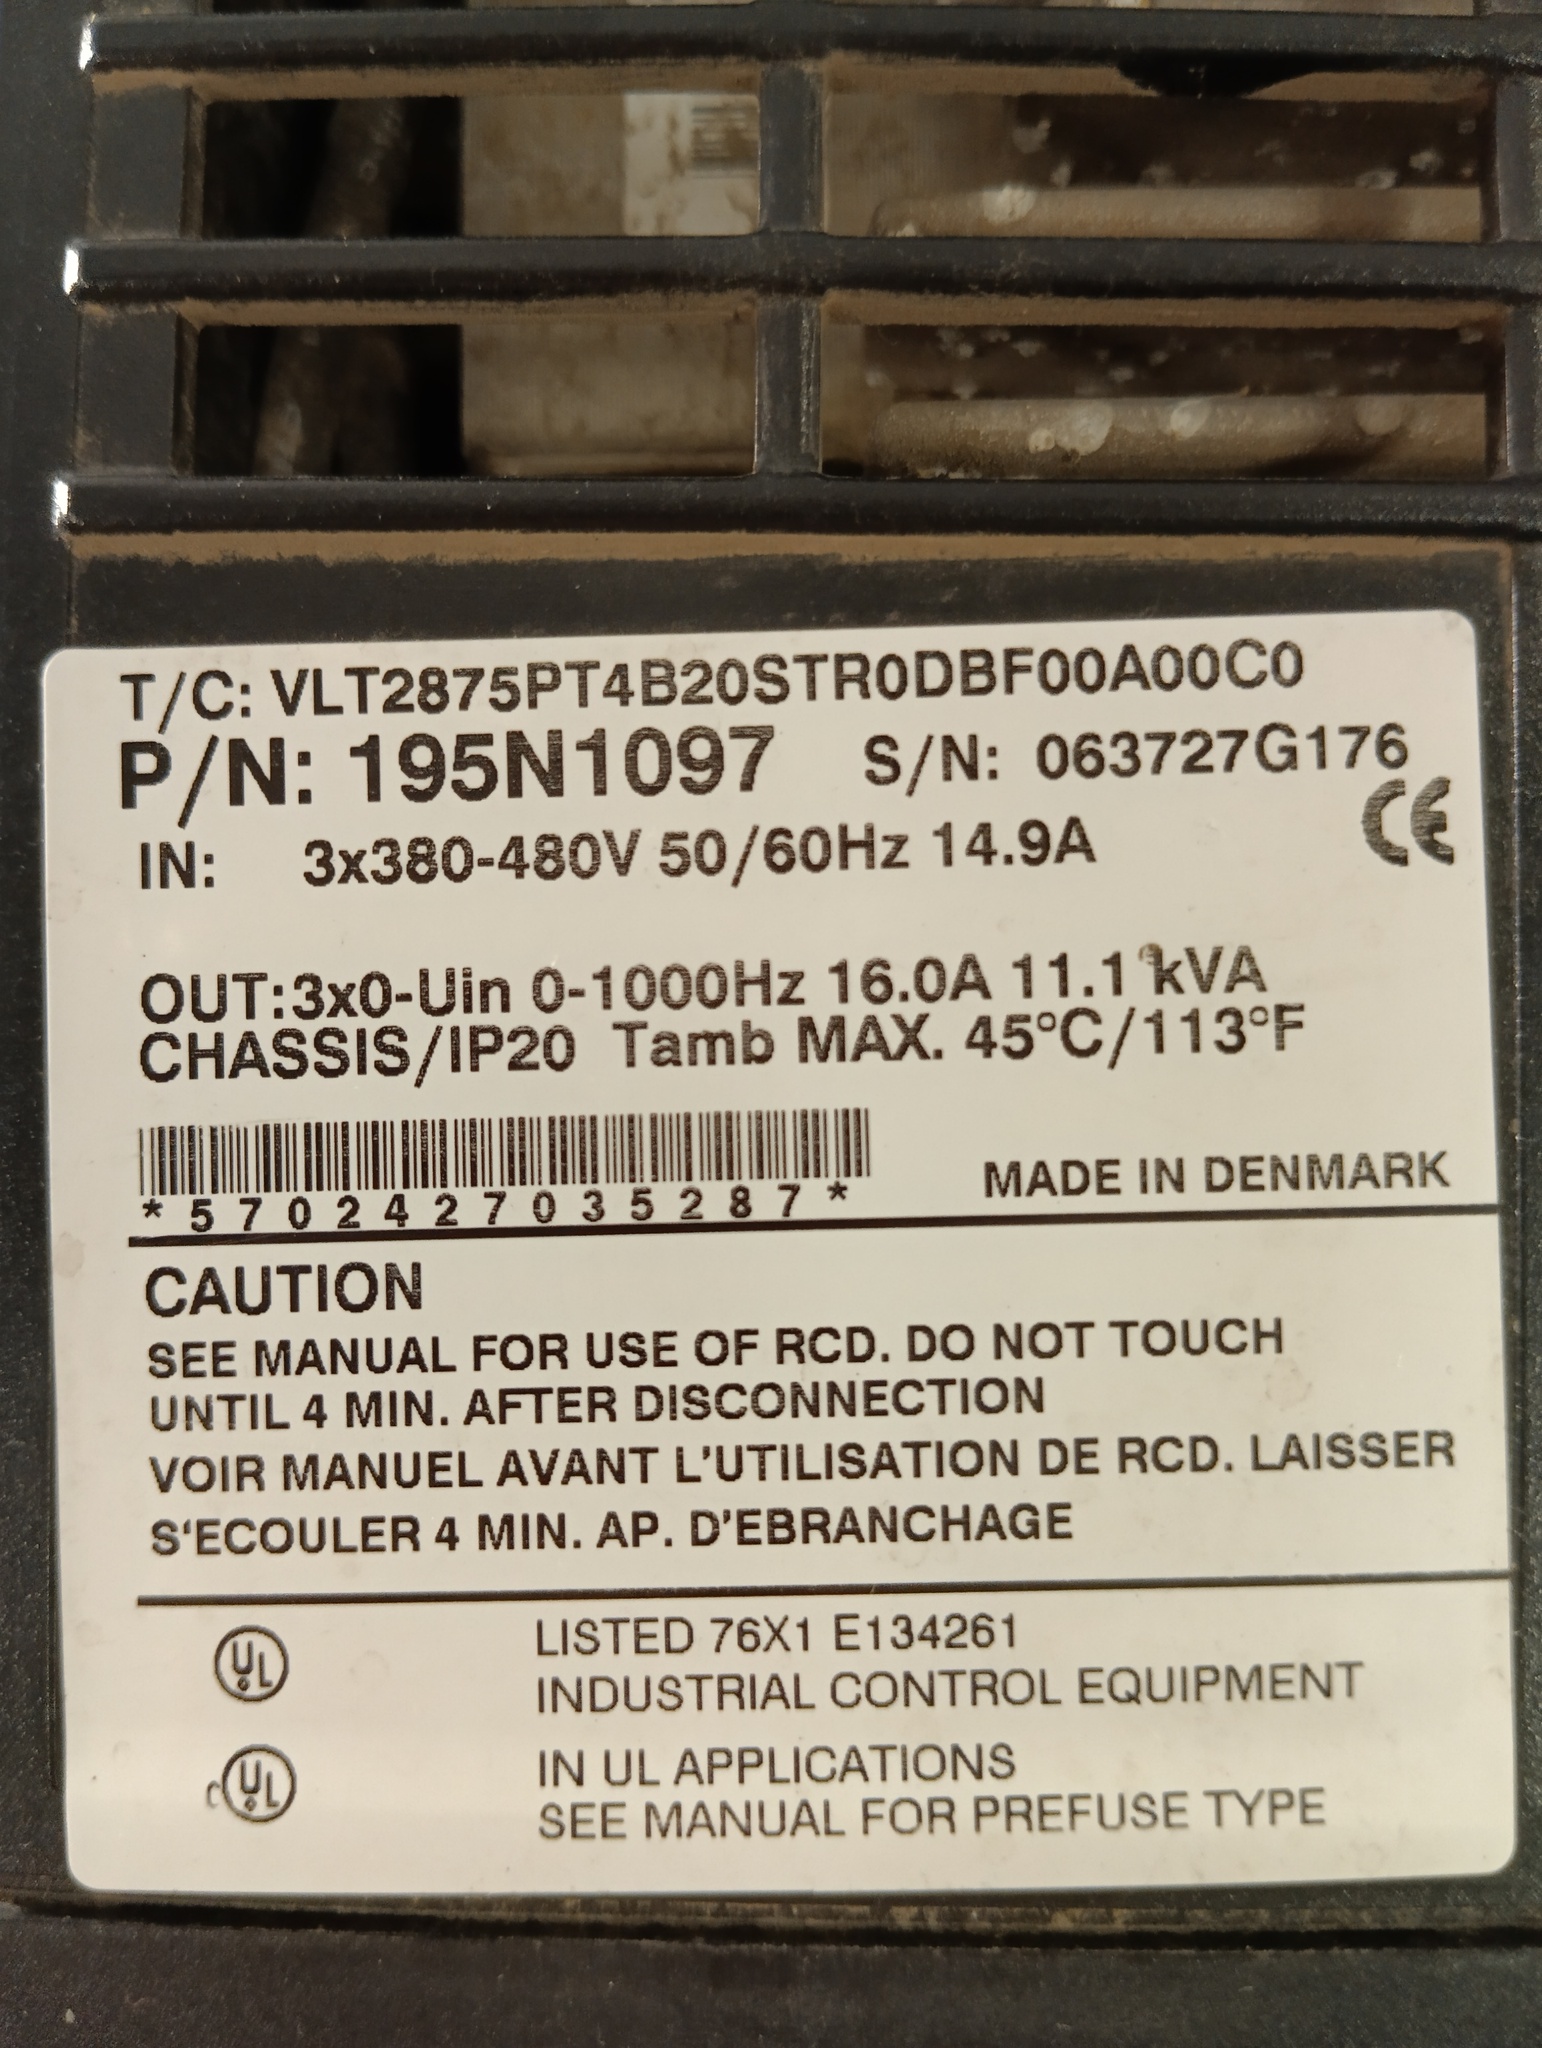 T/C: VLT2875PT4B20STR0DBF00A00C0
P/N: 195N1097 S/N: 063727G176
CE
IN: 3x380-480V 50/60Hz 14.9A
OUT:3x0-Uin 0-1000Hz 16.0A 11.1 kVA
CHASSIS/IP20 Tamb MAX. 45°C/113°F
*5702427035287*
MADE IN DENMARK
CAUTION
SEE MANUAL FOR USE OF RCD. DO NOT TOUCH
UNTIL 4 MIN. AFTER DISCONNECTION
VOIR MANUEL AVANT L'UTILISATION DE RCD. LAISSER
S'ECOULER 4 MIN. AP. D'EBRANCHAGE
UL LISTED 76X1 E134261
INDUSTRIAL CONTROL EQUIPMENT
c UL IN UL APPLICATIONS
SEE MANUAL FOR PREFUSE TYPE